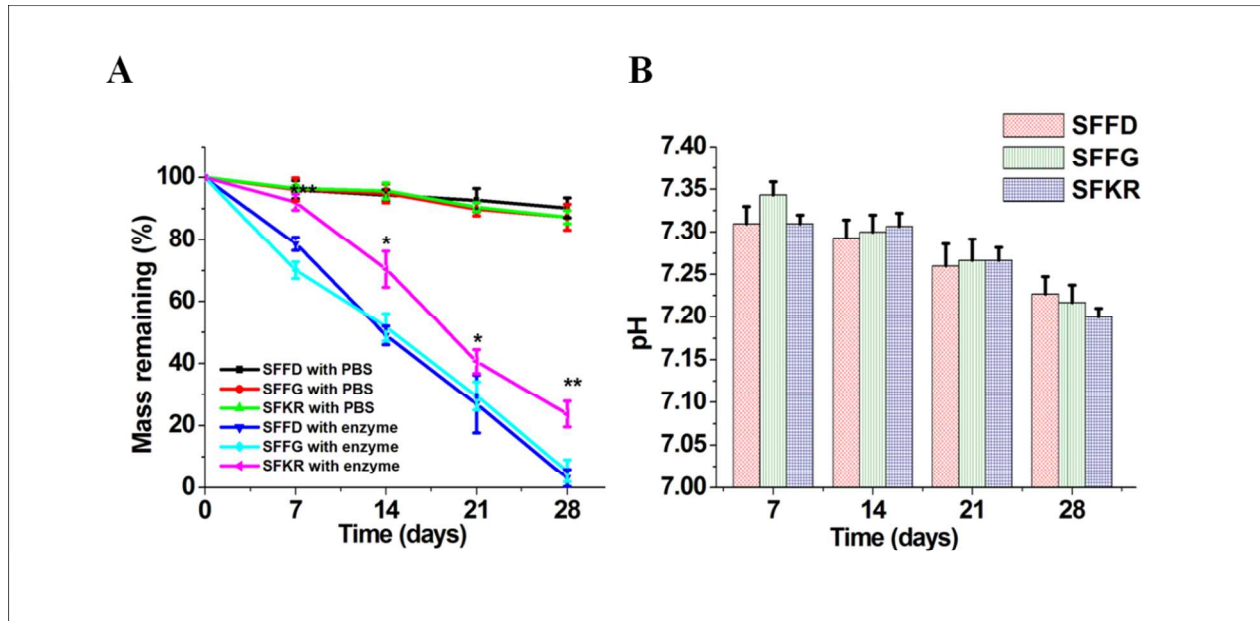 A
B
Mass remaining (%)
100
80
60
40
20
0
***
*
*
**
SFFD with PBS
SFFG with PBS
SFKR with PBS
SFFD with enzyme
SFFG with enzyme
SFKR with enzyme
0 7 14 21 28
Time (days)
SFFD
SFFG
SFKR
pH
7.40
7.35
7.30
7.25
7.20
7.15
7.10
7.05
7.00
7 14 21 28
Time (days)